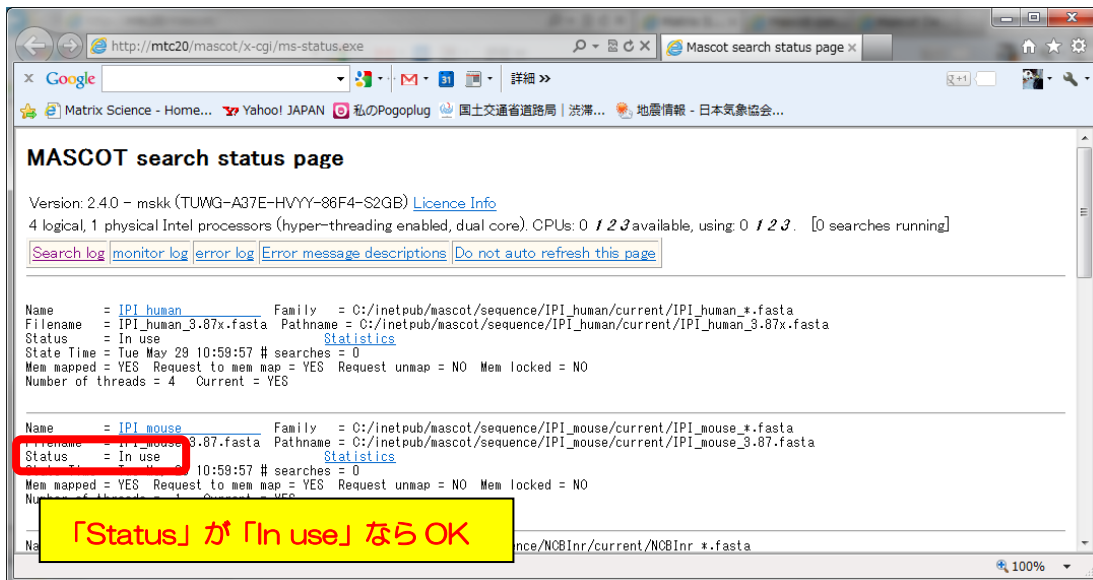 http://mtc20/mascot/x-cgi/ms-status.exe
Mascot search status page
Google
詳細 »
Matrix Science - Home... Yahoo! JAPAN 私のPogoplug 国土交通省道路局 | 渋滞... 地震情報 - 日本気象協会...
MASCOT search status page
Version: 2.4.0 - mskk (TUWG-A37E-HVYY-86F4-S2GB) Licence Info
4 logical, 1 physical Intel processors (hyper-threading enabled, dual core). CPUs: 0 1 2 3 available, using: 0 1 2 3 . [0 searches running]
Search log monitor log error log Error message descriptions Do not auto refresh this page
Name = IPI_human Family = C:/inetpub/mascot/sequence/IPI_human/current/IPI_human_*.fasta
Filename = IPI_human_3.87x.fasta Pathname = C:/inetpub/mascot/sequence/IPI_human/current/IPI_human_3.87x.fasta
Status = In use Statistics
State Time = Tue May 29 10:59:57 # searches = 0
Mem mapped = YES Request to mem map = YES Request unmap = NO Mem locked = NO
Number of threads = 4 Current = YES
Name = IPI_mouse Family = C:/inetpub/mascot/sequence/IPI_mouse/current/IPI_mouse_*.fasta
Filename = IPI_mouse_3.87.fasta Pathname = C:/inetpub/mascot/sequence/IPI_mouse/current/IPI_mouse_3.87.fasta
Status = In use Statistics
10:59:57 # searches = 0
Mem mapped = YES Request to mem map = YES Request unmap = NO Mem locked = NO
「Status」が「In use」ならOK
nce/NCBInr/current/NCBInr_*.fasta
100%